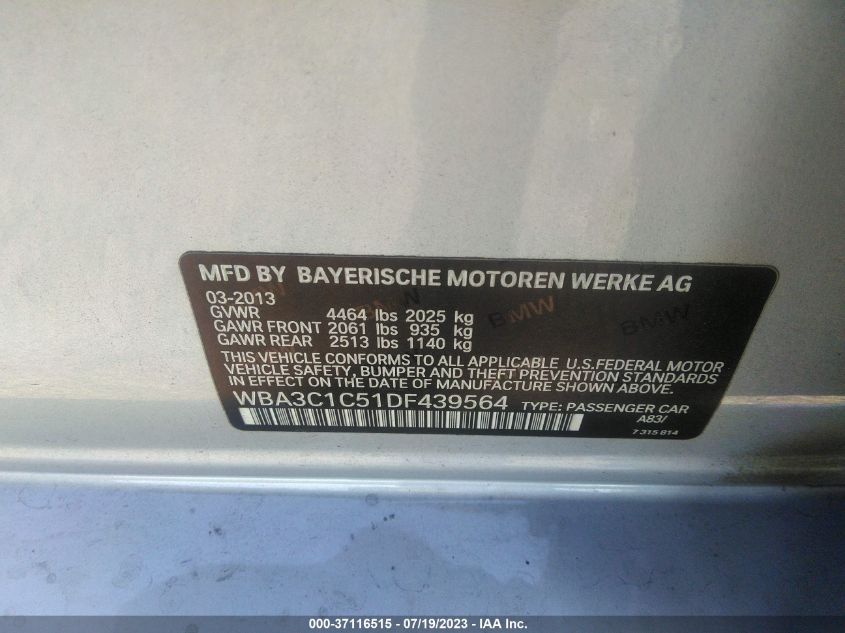 MFD BY BAYERISCHE MOTOREN WERKE AG
03-2013
GVWR 4464 lbs 2025 kg
GAWR FRONT 2061 lbs 935 kg
GAWR REAR 2513 lbs 1140 kg
THIS VEHICLE CONFORMS TO ALL APPLICABLE U.S.FEDERAL MOTOR
VEHICLE SAFETY, BUMPER AND THEFT PREVENTION STANDARDS
IN EFFECT ON THE DATE OF MANUFACTURE SHOWN ABOVE.
WBA3C1C51DF439564 TYPE: PASSENGER CAR
A83/
7 315 814
BMW
BMW
BMW
000-37116515 - 07/19/2023 - IAA Inc.